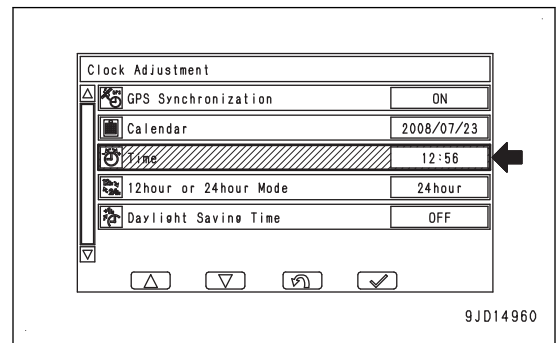 Clock Adjustment
GPS Synchronization ON
Calendar 2008/07/23
Time 12:56
12hour or 24hour Mode 24hour
Daylight Saving Time OFF
9JD14960